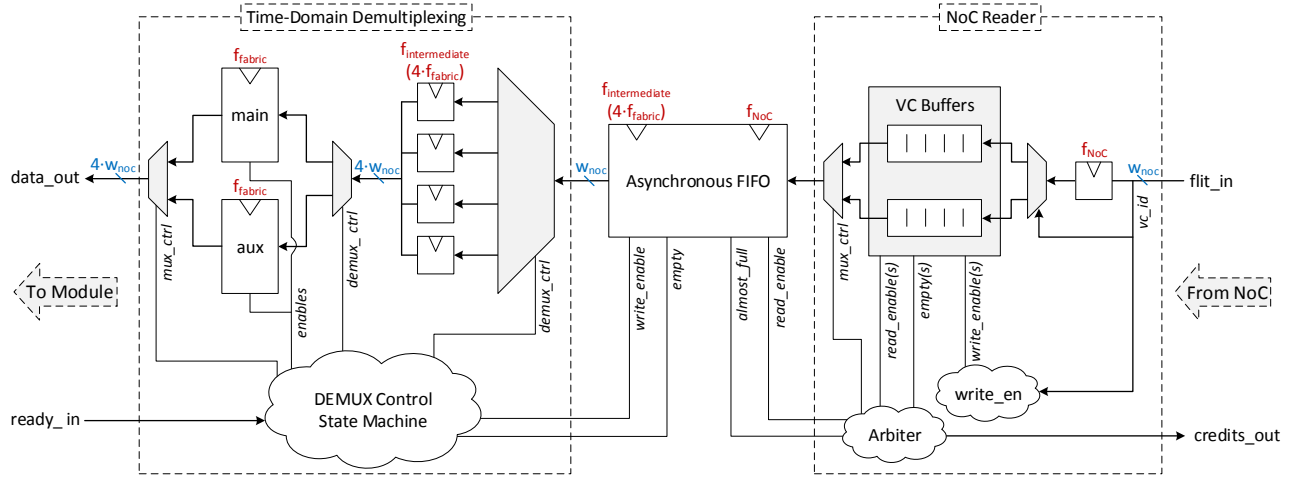 Time-Domain Demultiplexing
NoC Reader
f_fabric
main
f_fabric
aux
f_intermediate
(4·f_fabric)
f_intermediate
(4·f_fabric)
f_NoC
Asynchronous FIFO
VC Buffers
f_NoC
data_out
4·w_noc
4·w_noc
w_noc
w_noc
flit_in
vc_id
mux_ctrl
enables
demux_ctrl
demux_ctrl
write_enable
empty
almost_full
read_enable
mux_ctrl
read_enable(s)
empty(s)
write_enable(s)
To Module
From NoC
DEMUX Control
State Machine
write_en
Arbiter
ready_ in
credits_out